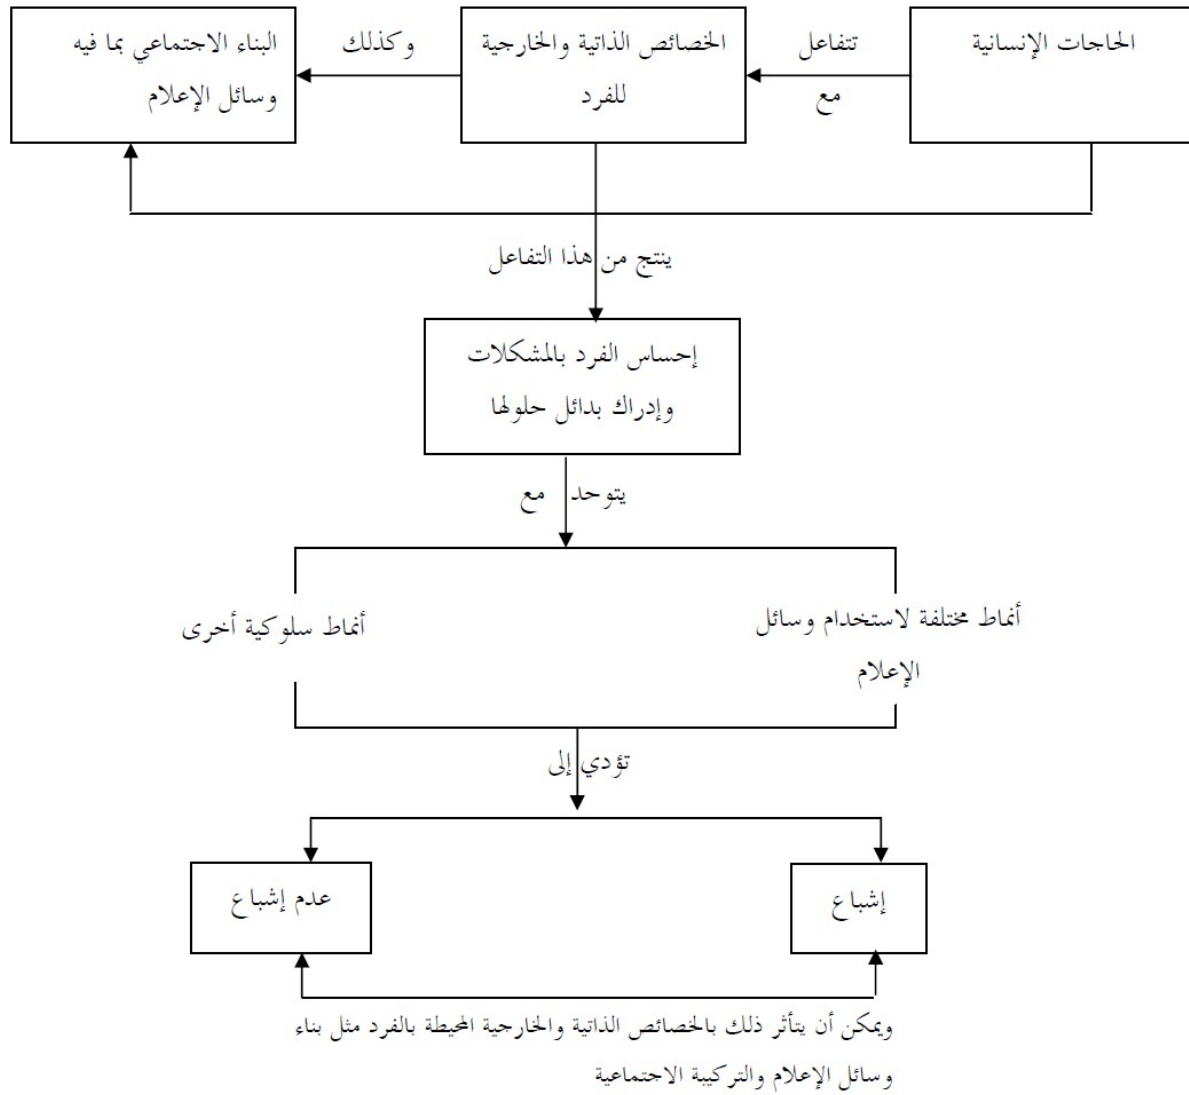 الحاجات الإنسانية
تتفاعل
مع
الخصائص الذاتية والخارجية
للفرد
وكذلك
البناء الاجتماعي بما فيه
وسائل الإعلام
ينتج من هذا التفاعل
إحساس الفرد بالمشكلات
وإدراك بدائل حلولها
يتوحد مع
أنماط مختلفة لاستخدام وسائل
الإعلام
أنماط سلوكية أخرى
تؤدي إلى
إشباع
عدم إشباع
ويمكن أن يتأثر ذلك بالخصائص الذاتية والخارجية المحيطة بالفرد مثل بناء
وسائل الإعلام والتركيبة الاجتماعية